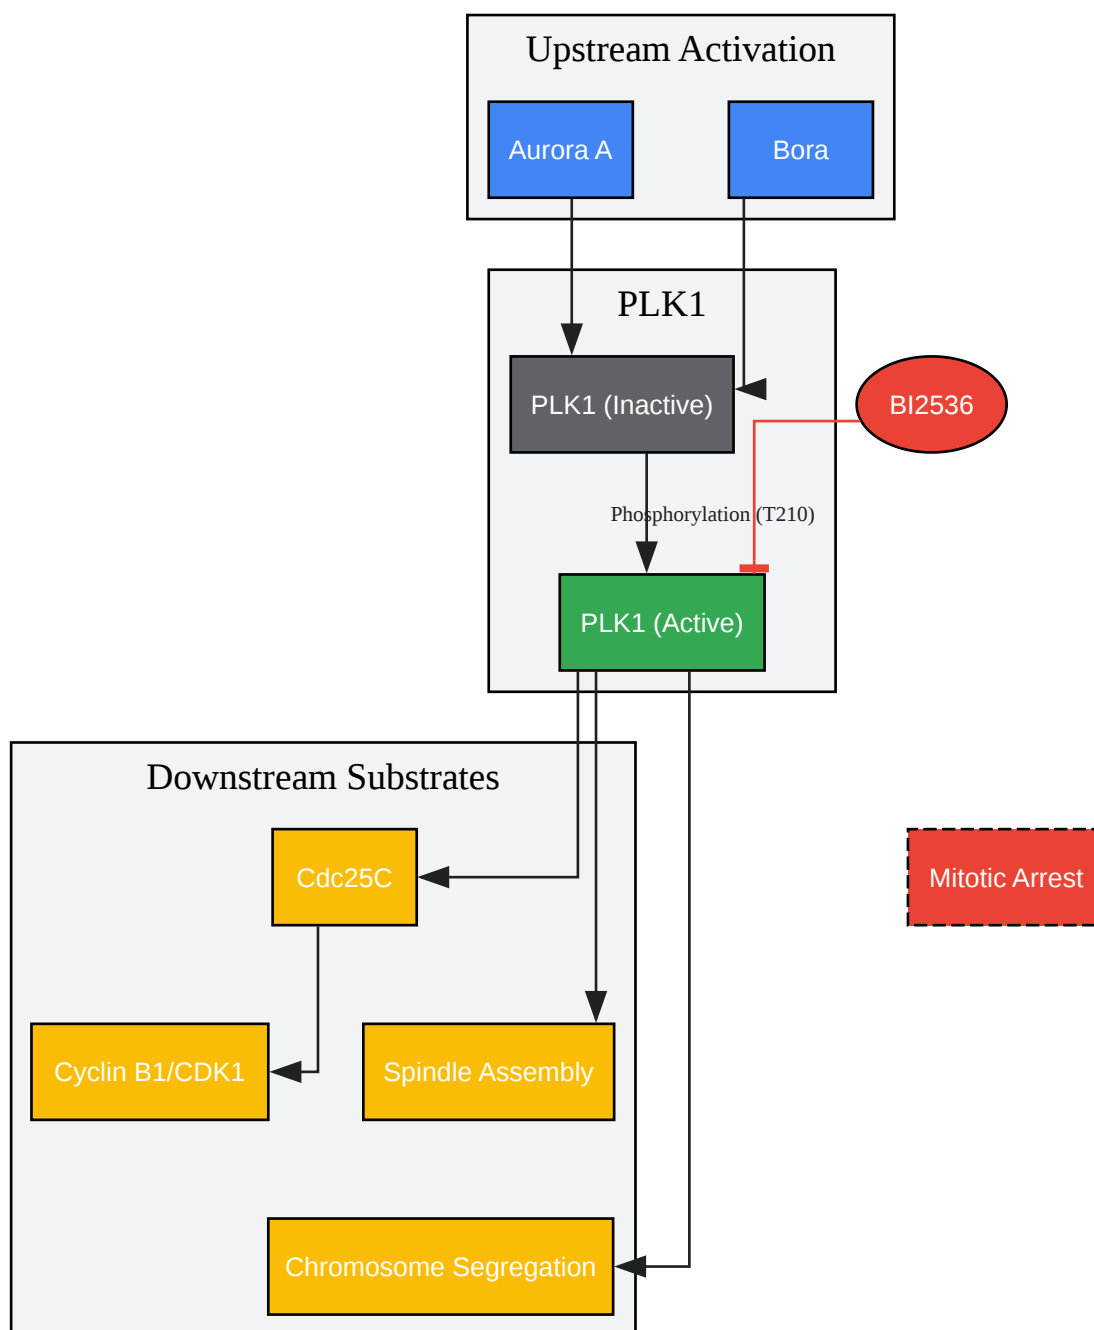 Upstream Activation
Aurora A
Bora
PLK1
PLK1 (Inactive)
BI2536
Phosphorylation (T210)
PLK1 (Active)
Downstream Substrates
Cdc25C
Mitotic Arrest
Cyclin B1/CDK1
Spindle Assembly
Chromosome Segregation